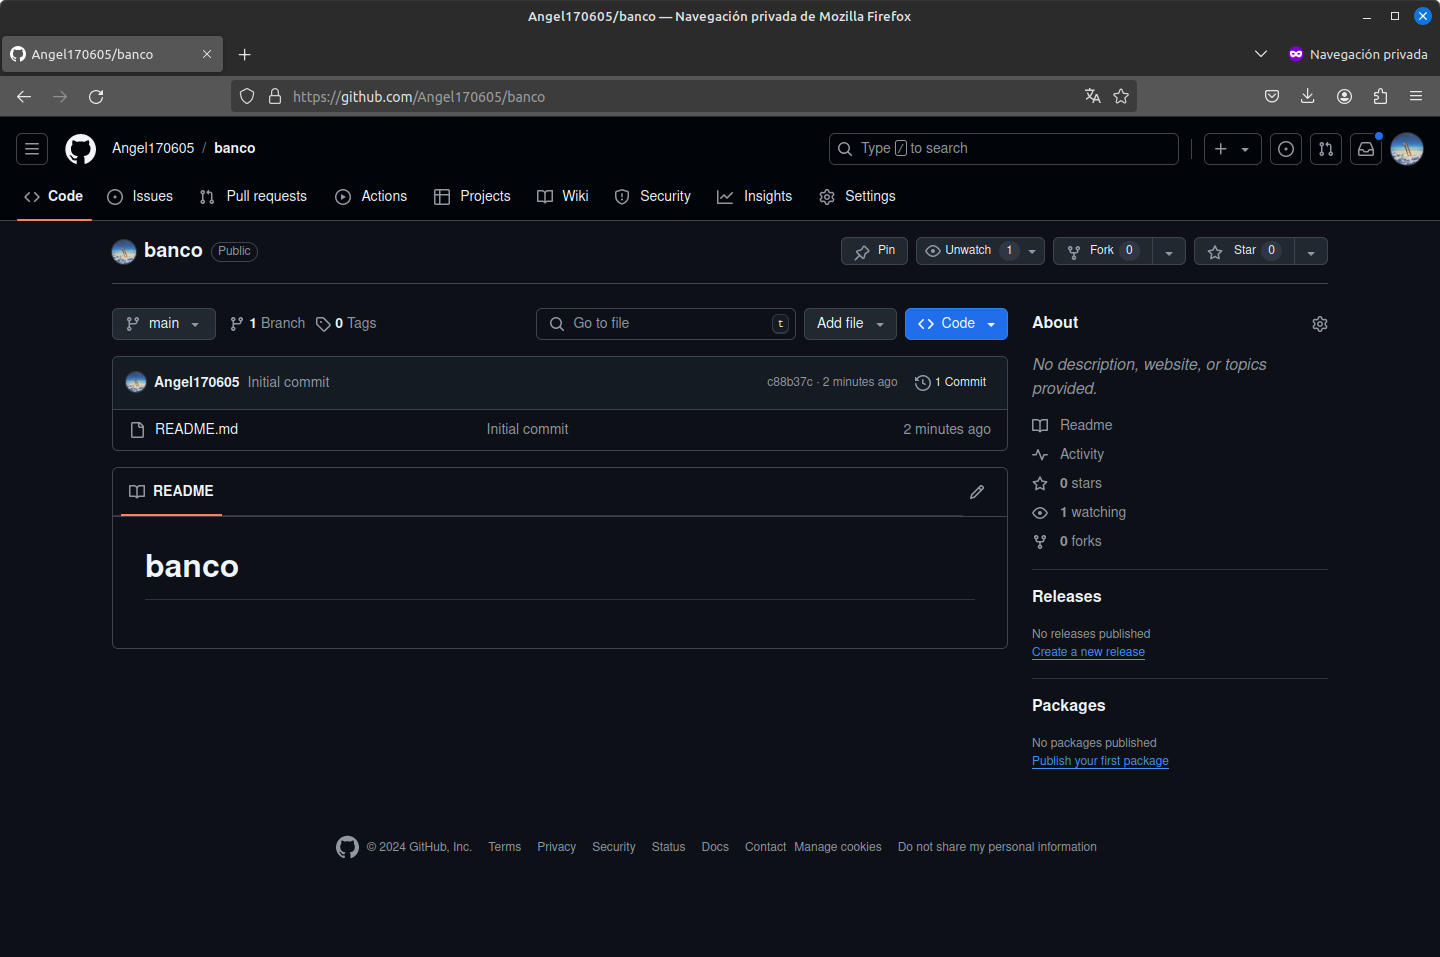 Angel170605/banco — Navegación privada de Mozilla Firefox
Angel170605/banco
Navegación privada
https://github.com/Angel170605/banco
Angel170605 / banco
Type / to search
Code Issues Pull requests Actions Projects Wiki Security Insights Settings
banco Public
Pin Unwatch 1 Fork 0 Star 0
main 1 Branch 0 Tags Go to file t Add file Code
Angel170605 Initial commit c88b37c · 2 minutes ago 1 Commit
README.md Initial commit 2 minutes ago
README
banco
About
No description, website, or topics
provided.
Readme
Activity
0 stars
1 watching
0 forks
Releases
No releases published
Create a new release
Packages
No packages published
Publish your first package
© 2024 GitHub, Inc. Terms Privacy Security Status Docs Contact Manage cookies Do not share my personal information